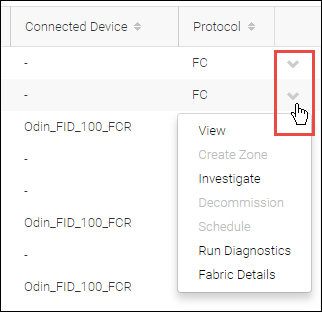 Connected Device Protocol
- FC
- FC
Odin_FID_100_FCR
-
-
Odin_FID_100_FCR
-
Odin_FID_100_FCR
View
Create Zone
Investigate
Decommission
Schedule
Run Diagnostics
Fabric Details